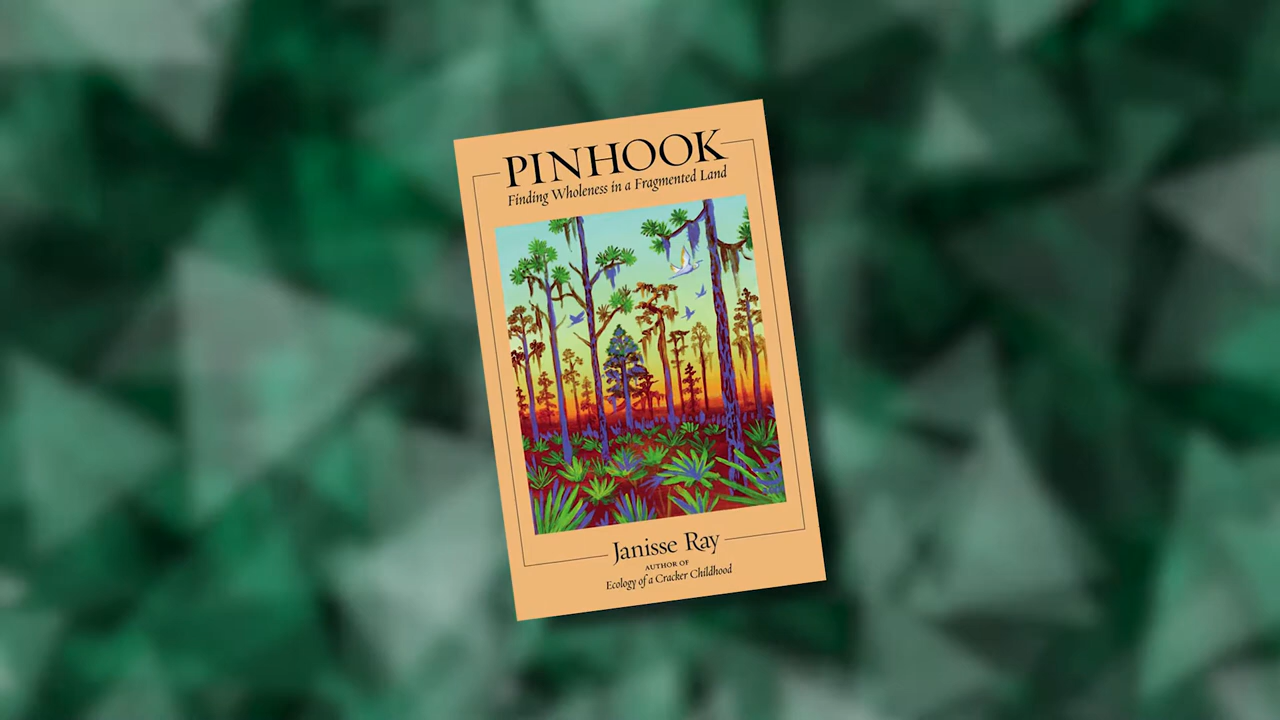 PINHOOK
Finding Wholeness in a Fragmented Land
Janisse Ray
AUTHOR OF
Ecology of a Cracker Childhood